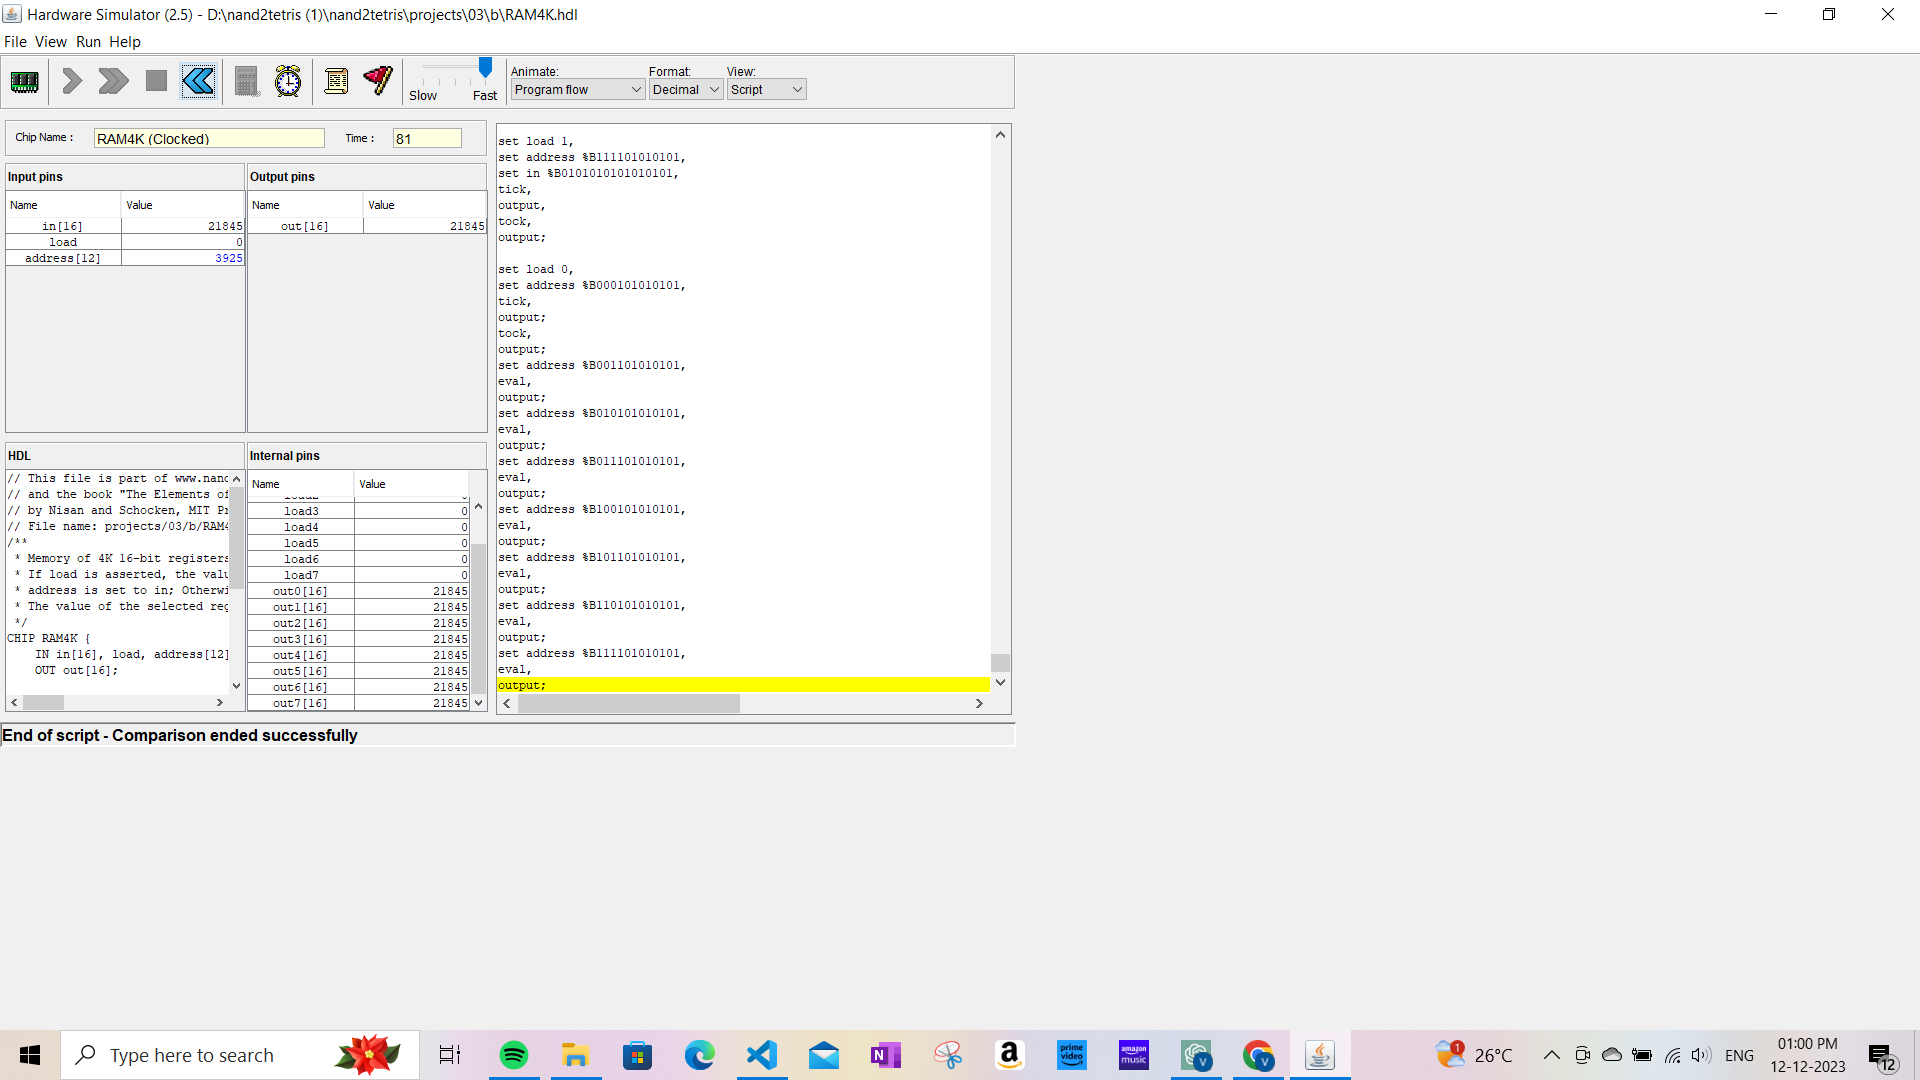 Hardware Simulator (2.5) - D:\nand2tetris (1)\nand2tetris\projects\03\b\RAM4K.hdl
File View Run Help
Slow Fast
Animate: Format: View:
Program flow Decimal Script
Chip Name : RAM4K (Clocked) Time : 81
Input pins
Name Value
in[16] 21845
load 0
address[12] 3925
Output pins
Name Value
out[16] 21845
HDL
// This file is part of www.nand
// and the book "The Elements of
// by Nisan and Schocken, MIT Pr
// File name: projects/03/b/RAM4
/**
* Memory of 4K 16-bit registers
* If load is asserted, the valu
* address is set to in; Otherwi
* The value of the selected reg
*/
CHIP RAM4K {
IN in[16], load, address[12]
OUT out[16];
Internal pins
Name Value
load3 0
load4 0
load5 0
load6 0
load7 0
out0[16] 21845
out1[16] 21845
out2[16] 21845
out3[16] 21845
out4[16] 21845
out5[16] 21845
out6[16] 21845
out7[16] 21845
set load 1,
set address %B111101010101,
set in %B0101010101010101,
tick,
output,
tock,
output;
set load 0,
set address %B000101010101,
tick,
output;
tock,
output;
set address %B001101010101,
eval,
output;
set address %B010101010101,
eval,
output;
set address %B011101010101,
eval,
output;
set address %B100101010101,
eval,
output;
set address %B101101010101,
eval,
output;
set address %B110101010101,
eval,
output;
set address %B111101010101,
eval,
output;
End of script - Comparison ended successfully
Type here to search
N
a
prime video
amazon music
V
V
1
26°C
ENG
01:00 PM
12-12-2023
12